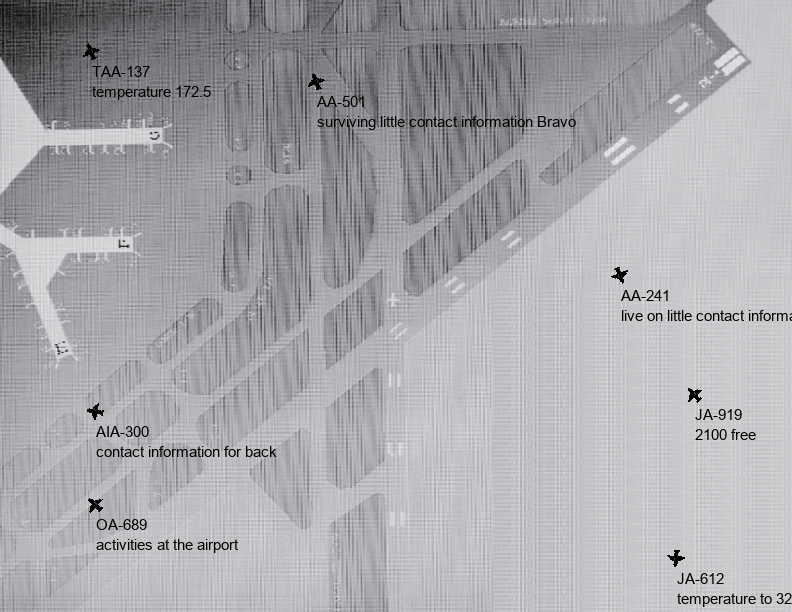 TAA-137
temperature 172.5
AA-501
surviving little contact information Bravo
AA-241
live on little contact informa
JA-919
2100 free
AIA-300
contact information for back
OA-689
activities at the airport
JA-612
temperature to 32